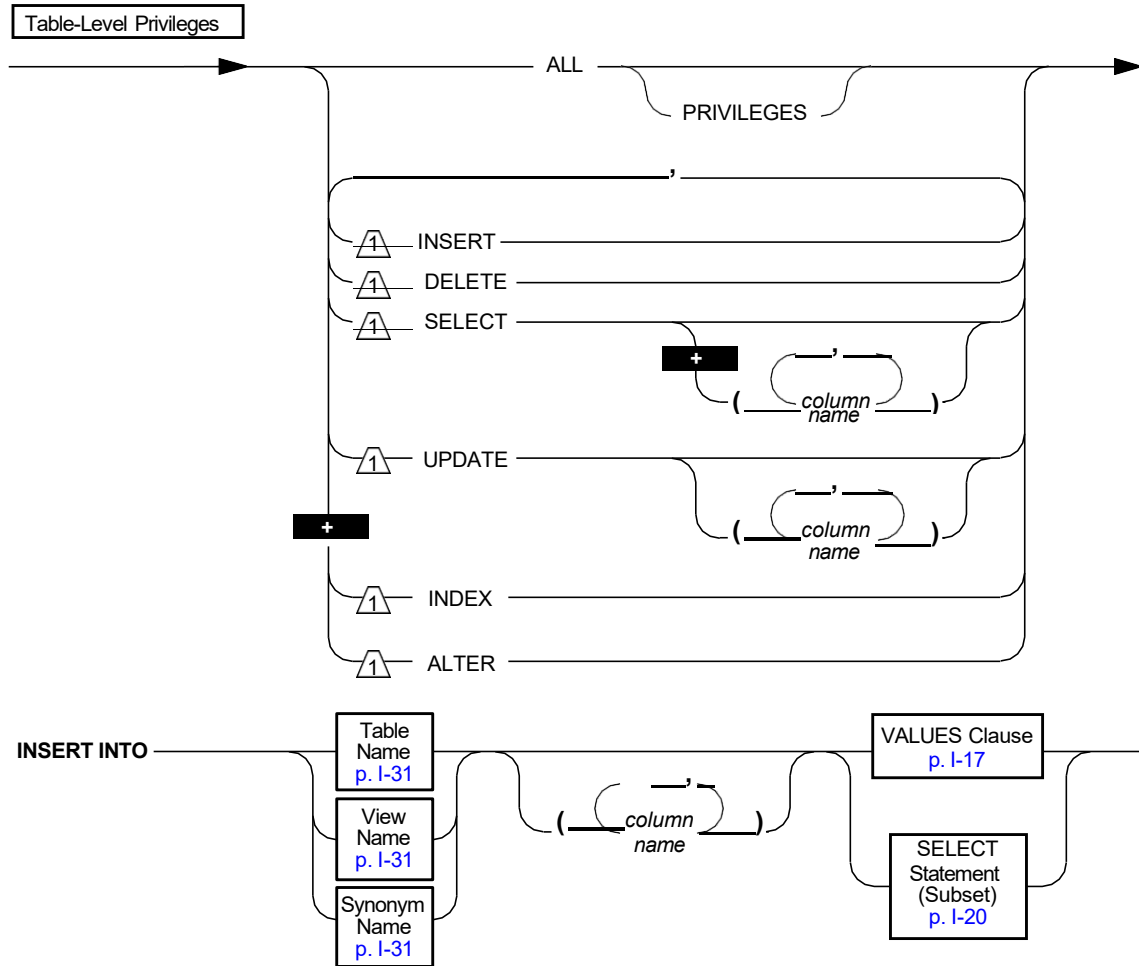 Table-Level Privileges
ALL
PRIVILEGES
,
1 INSERT
1 DELETE
1 SELECT
+
,
( column name )
1 UPDATE
,
+
( column name )
1 INDEX
1 ALTER
INSERT INTO
Table
Name
p. I-31
View
Name
p. I-31
Synonym
Name
p. I-31
,
( column name )
VALUES Clause
p. I-17
SELECT
Statement
(Subset)
p. I-20